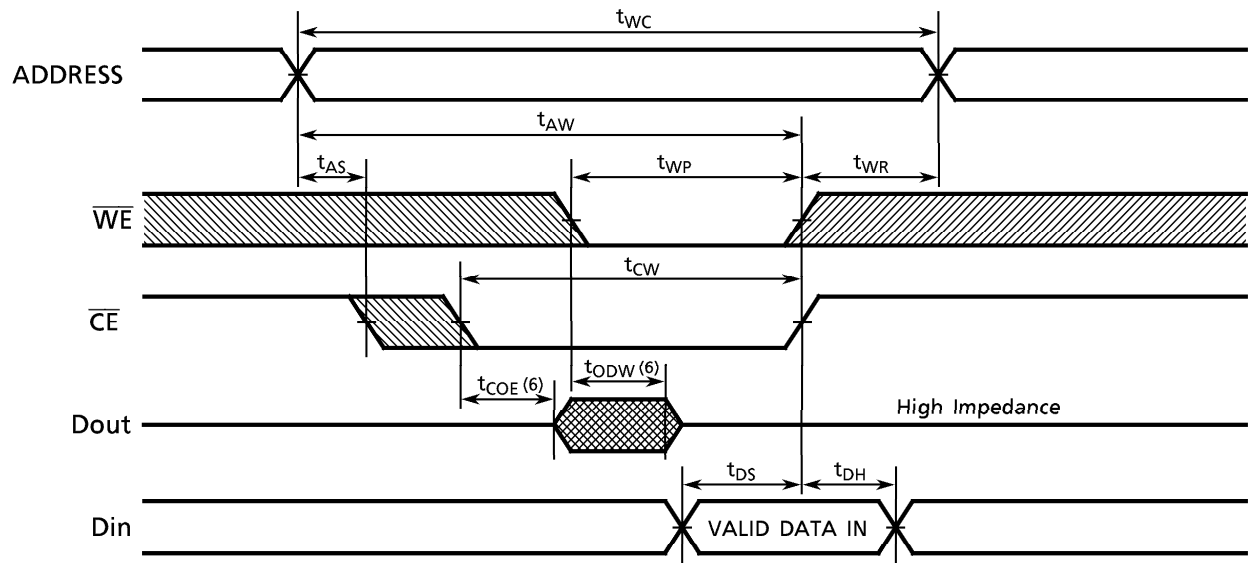 tWC
ADDRESS
tAW
tAS
tWP
tWR
WE
tCW
CE
tCOE (6)
tODW (6)
Dout
High Impedance
tDS
tDH
Din
VALID DATA IN